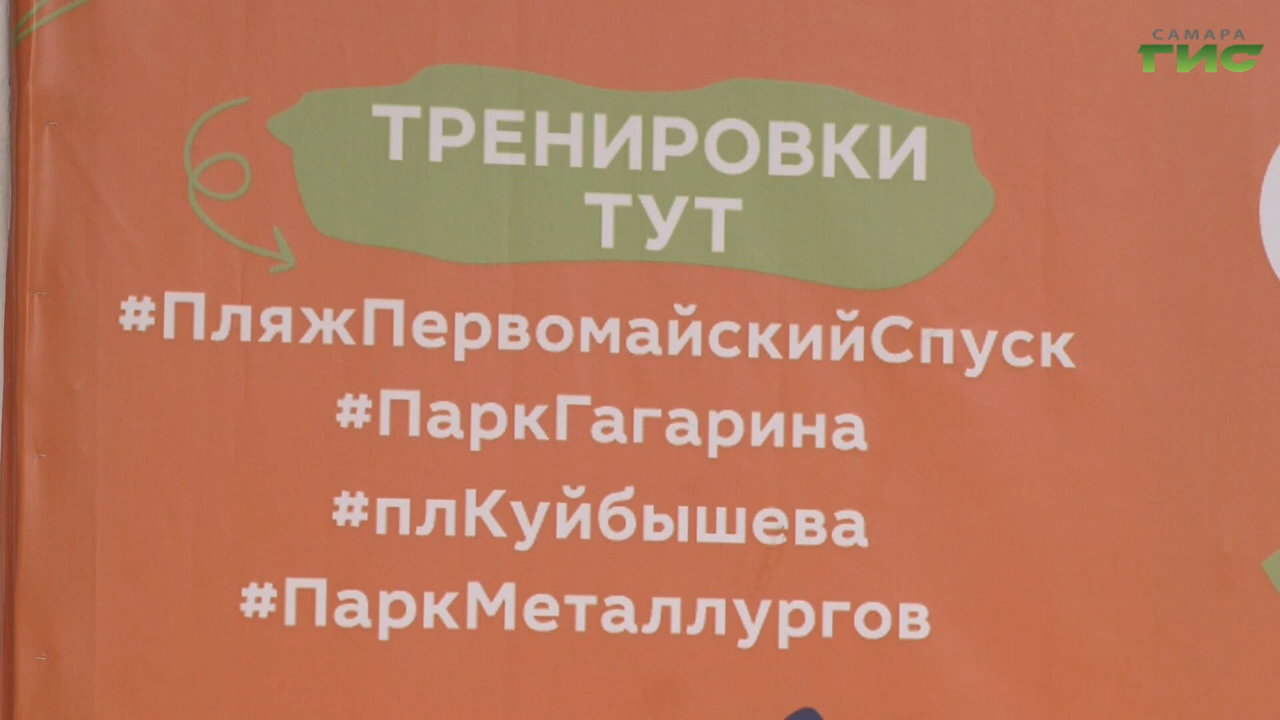 САМАРА
ГИС
ТРЕНИРОВКИ
ТУТ
#ПляжПервомайскийСпуск
#ПаркГагарина
#плКуйбышева
#ПаркМеталлургов